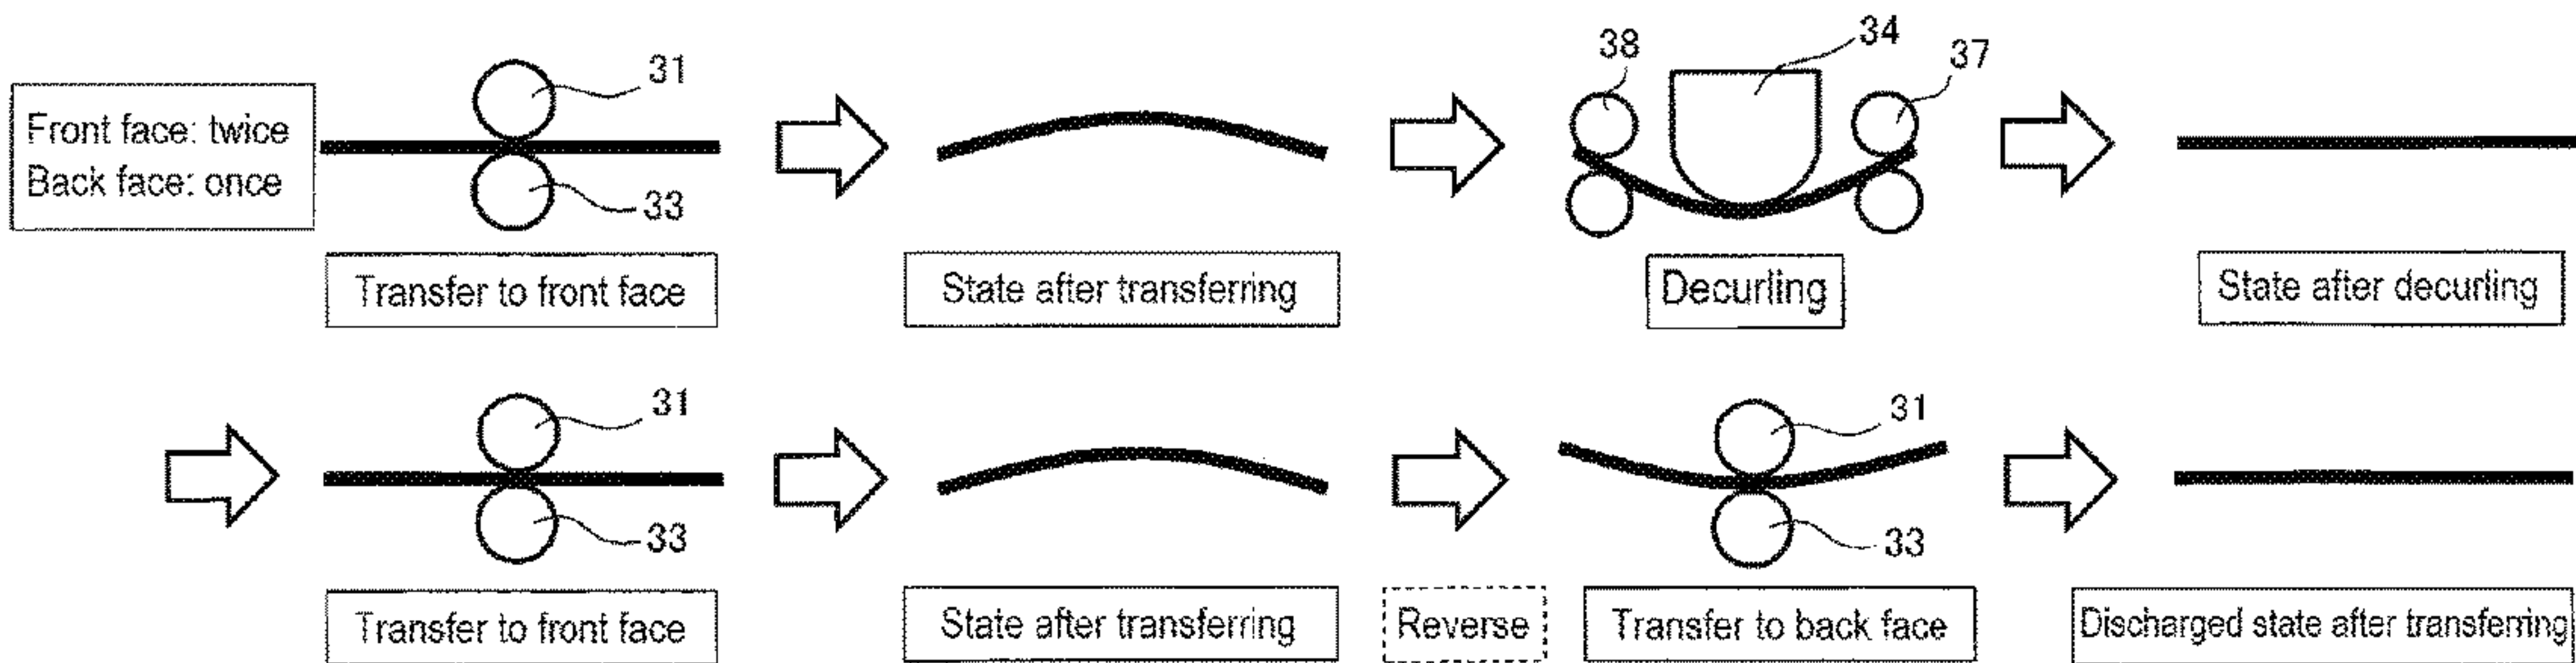 38
34
37
31
Front face: twice
Back face: once
33
Transfer to front face
State after transferring
Decurling
State after decurling
31
31
33
33
Transfer to front face
State after transferring
Reverse
Transfer to back face
Discharged state after transferring